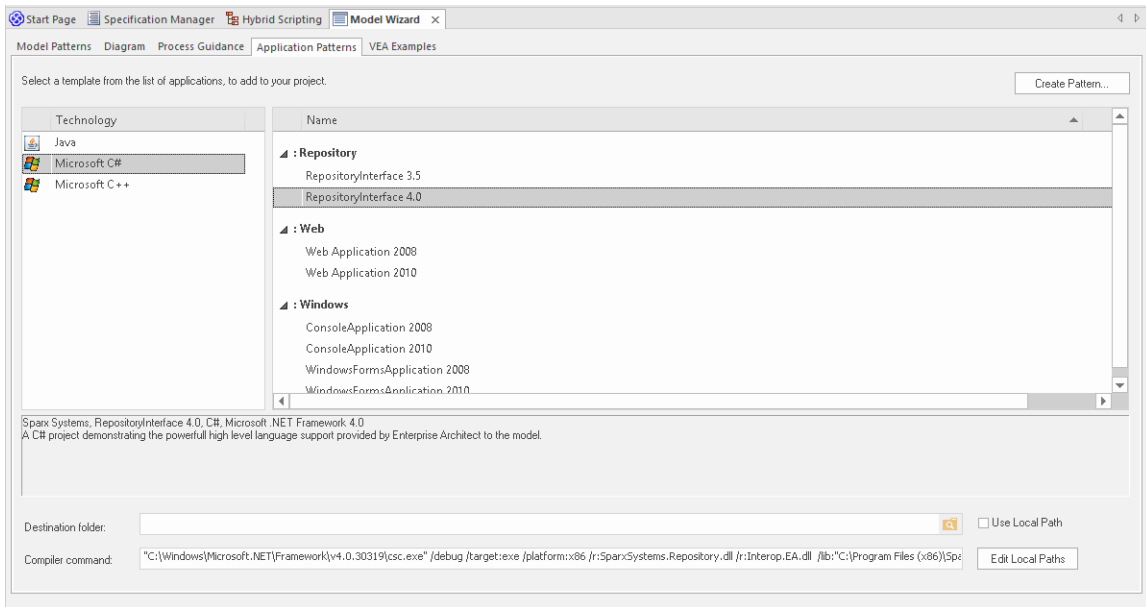 Start Page Specification Manager Hybrid Scripting Model Wizard
Model Patterns Diagram Process Guidance Application Patterns VEA Examples
Select a template from the list of applications, to add to your project.
Create Pattern...
Technology
Java
Microsoft C#
Microsoft C++
Name
: Repository
RepositoryInterface 3.5
RepositoryInterface 4.0
: Web
Web Application 2008
Web Application 2010
: Windows
ConsoleApplication 2008
ConsoleApplication 2010
WindowsFormsApplication 2008
WindowsFormsApplication 2010
Sparx Systems, RepositoryInterface 4.0, C#, Microsoft .NET Framework 4.0
A C# project demonstrating the powerfull high level language support provided by Enterprise Architect to the model.
Destination folder:
Use Local Path
Compiler command: "C:\Windows\Microsoft.NET\Framework\v4.0.30319\csc.exe" /debug /target:exe /platform:x86 /r:SparxSystems.Repository.dll /r:Interop.EA.dll /lib:"C:\Program Files (x86)\Spa
Edit Local Paths